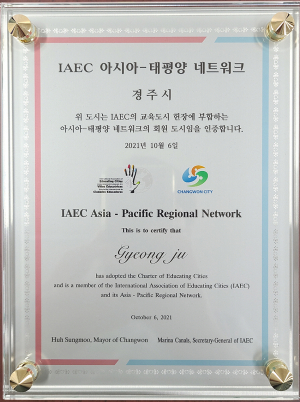 IAEC 아시아-태평양 네트워크
경주시
위 도시는 IAEC의 교육도시 헌장에 부합하는
아시아-태평양 네트워크의 회원 도시임을 인증합니다.
2021년 10월 6일
CHANGWON CITY
IAEC Asia - Pacific Regional Network
This is to certify that
Gyeong ju
has adopted the Charter of Educating Cities
and is a member of the International Association of Educating Cities (IAEC)
and its Asia - Pacific Regional Network.
October 6, 2021
Huh Sungmoo, Mayor of Changwon Marina Canals, Secretary-General of IAEC